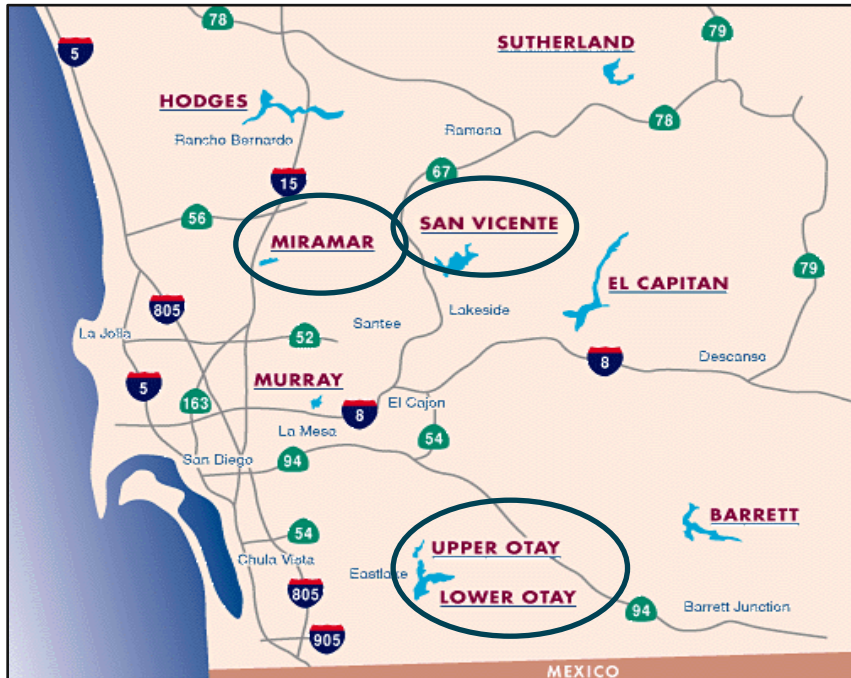 78
79
SUTHERLAND
5
HODGES
Rancho Bernardo
Ramona
78
67
15
56
SAN VICENTE
MIRAMAR
79
EL CAPITAN
805
Lakeside
La Jolla
Santee
52
8
Descanso
5
MURRAY
163
El Cajon
8
La Mesa
54
San Diego
94
BARRETT
54
UPPER OTAY
Chula Vista
Eastlake
805
LOWER OTAY
94
Barrett Junction
905
MEXICO